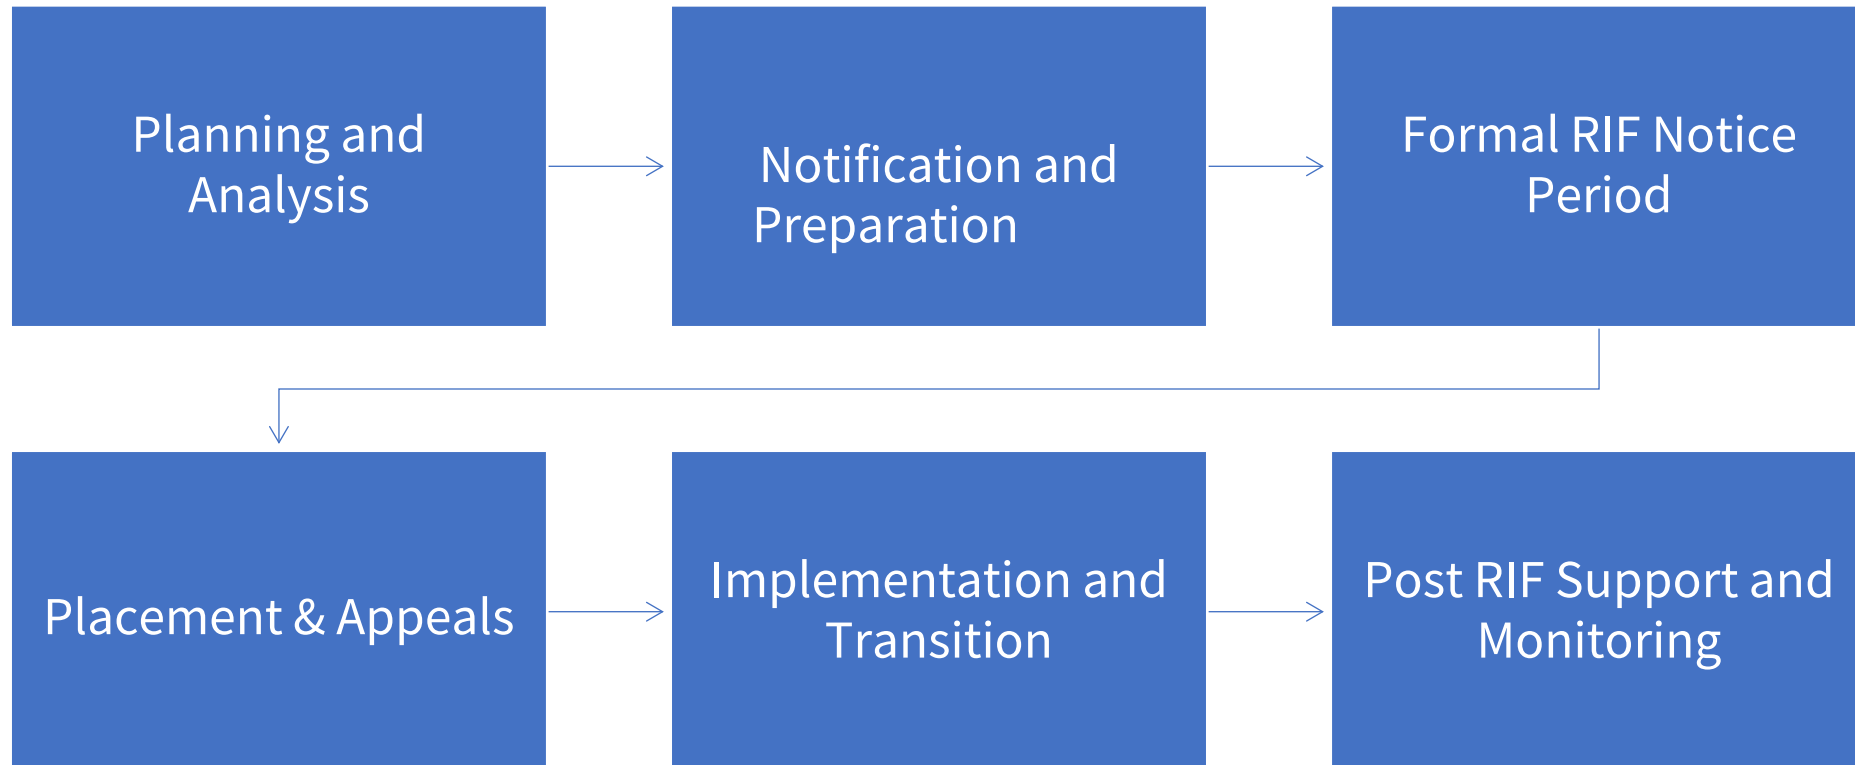 Planning and
Analysis
Notification and
Preparation
Formal RIF Notice
Period
Placement & Appeals
Implementation and
Transition
Post RIF Support and
Monitoring